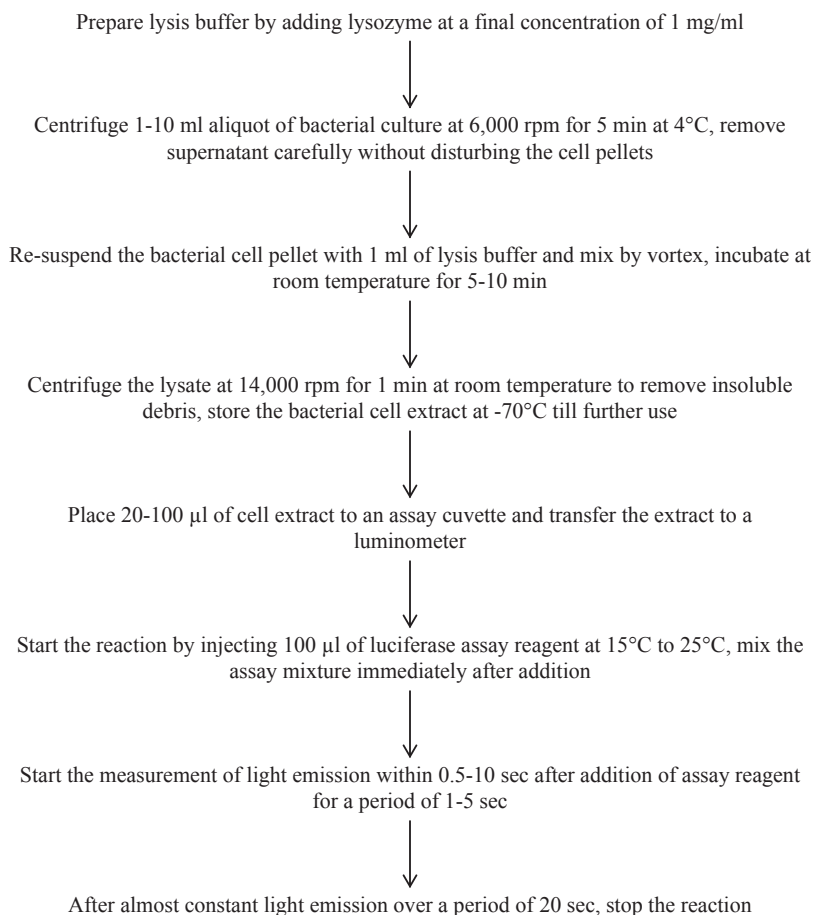 Prepare lysis buffer by adding lysozyme at a final concentration of 1 mg/ml
Centrifuge 1-10 ml aliquot of bacterial culture at 6,000 rpm for 5 min at 4°C, remove
supernatant carefully without disturbing the cell pellets
Re-suspend the bacterial cell pellet with 1 ml of lysis buffer and mix by vortex, incubate at
room temperature for 5-10 min
Centrifuge the lysate at 14,000 rpm for 1 min at room temperature to remove insoluble
debris, store the bacterial cell extract at -70°C till further use
Place 20-100 µl of cell extract to an assay cuvette and transfer the extract to a
luminometer
Start the reaction by injecting 100 µl of luciferase assay reagent at 15°C to 25°C, mix the
assay mixture immediately after addition
Start the measurement of light emission within 0.5-10 sec after addition of assay reagent
for a period of 1-5 sec
After almost constant light emission over a period of 20 sec, stop the reaction